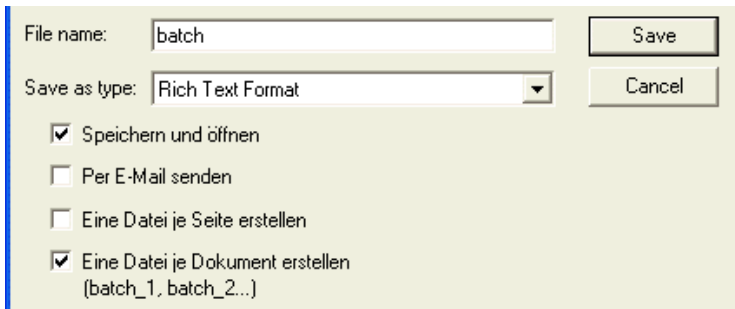 File name: batch Save
Save as type: Rich Text Format Cancel
Speichern und öffnen
Per E-Mail senden
Eine Datei je Seite erstellen
Eine Datei je Dokument erstellen
(batch_1, batch_2...)